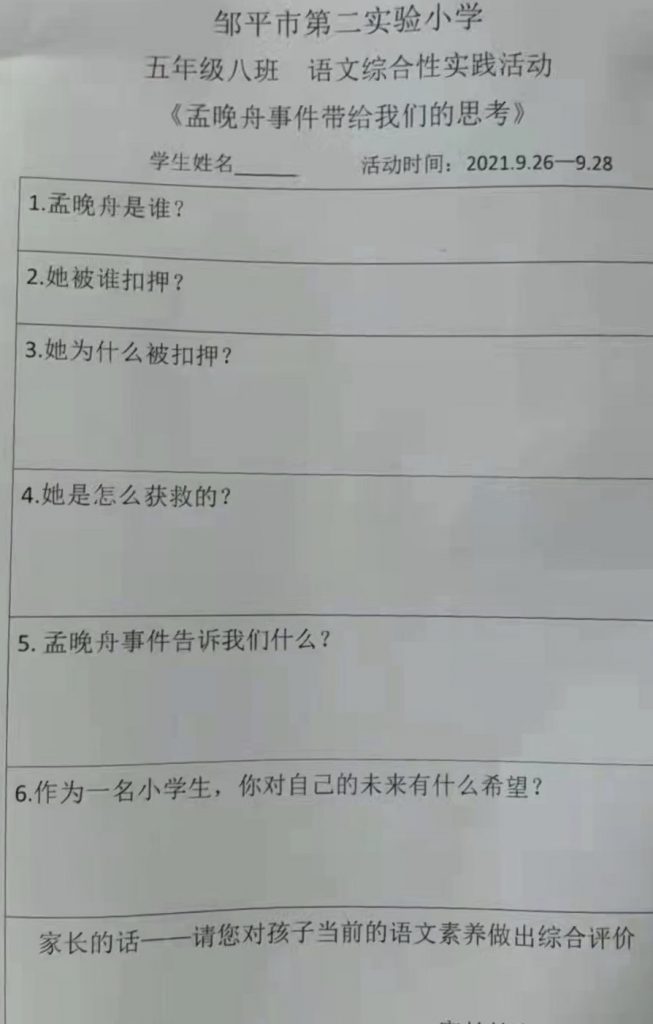 邹平市第二实验小学
五年级八班 语文综合性实践活动
《孟晚舟事件带给我们的思考》
学生姓名______ 活动时间：2021.9.26—9.28
1.孟晚舟是谁？
2.她被谁扣押？
3.她为什么被扣押？
4.她是怎么获救的？
5. 孟晚舟事件告诉我们什么？
6.作为一名小学生，你对自己的未来有什么希望？
家长的话——请您对孩子当前的语文素养做出综合评价